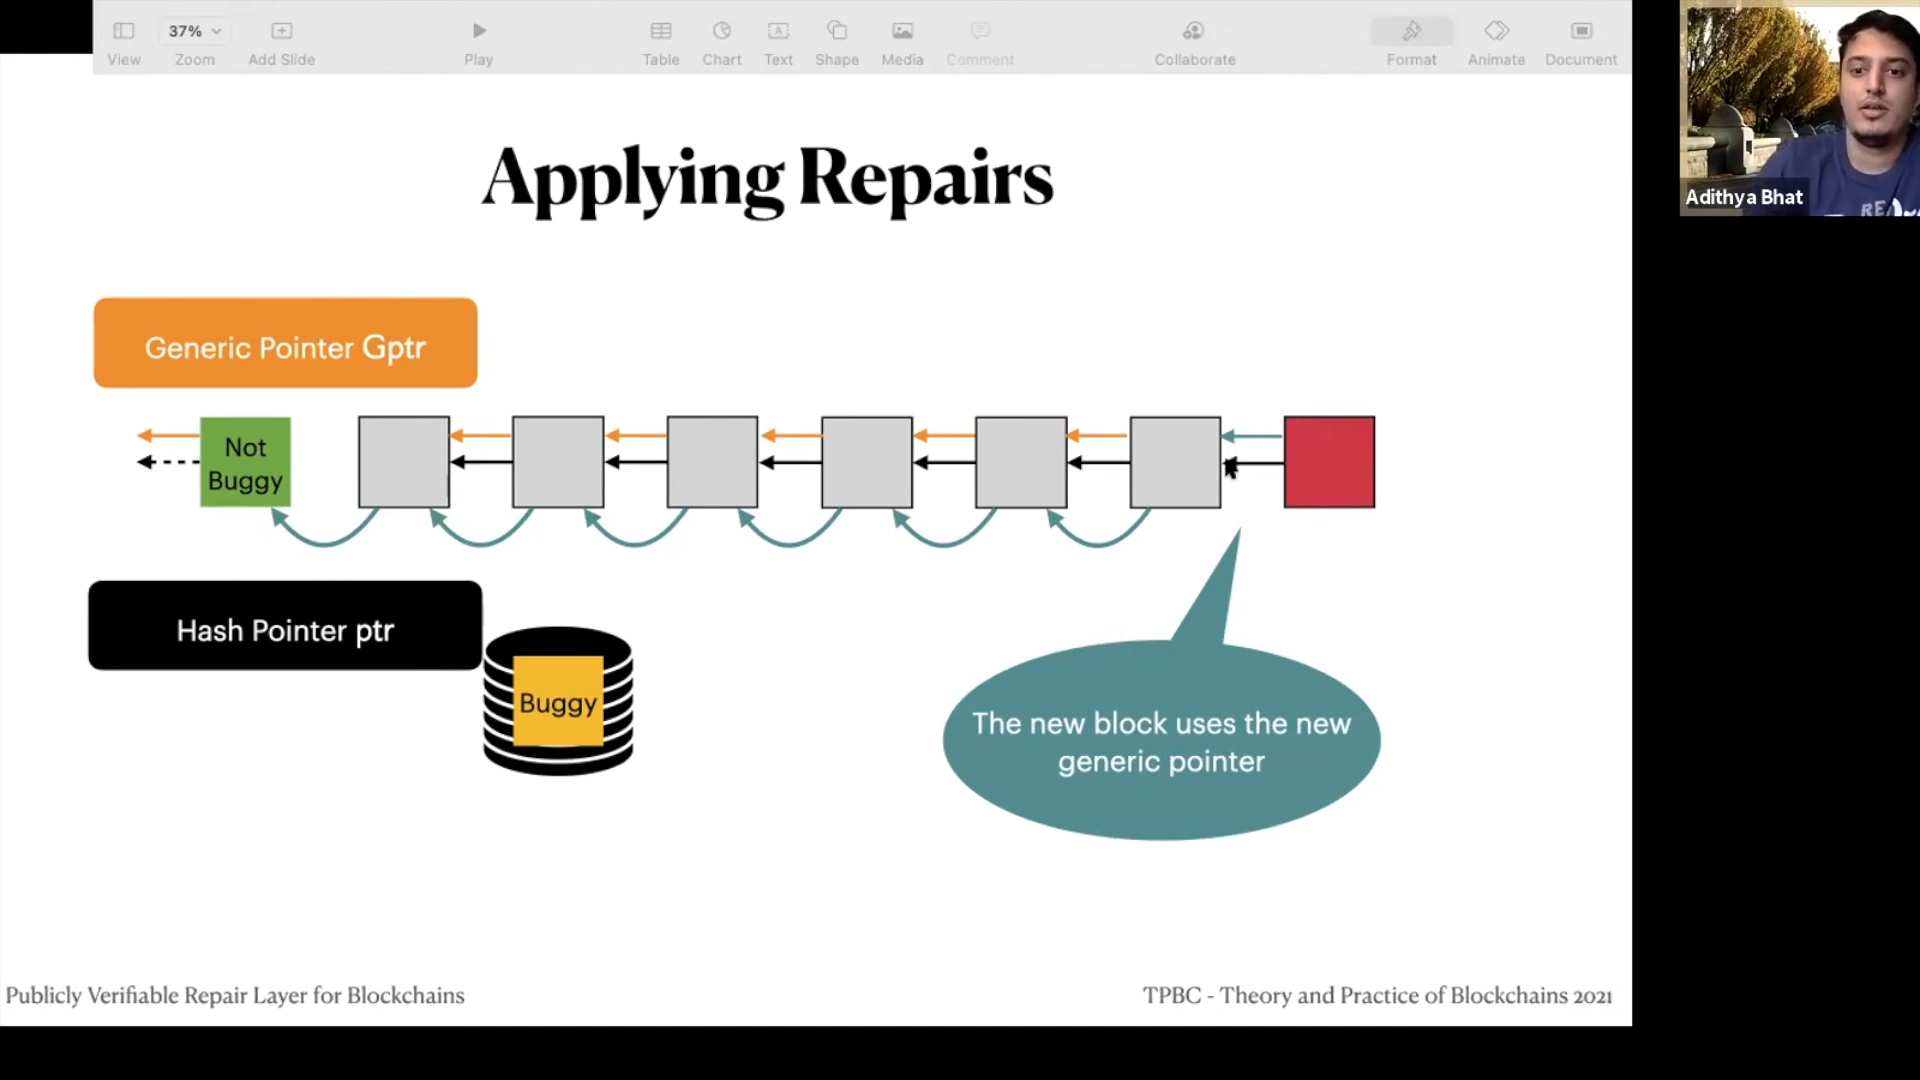 37%
View
Zoom
Add Slide
Play
Table
Chart
Text
Shape
Media
Comment
Collaborate
Format
Animate
Document
Adithya Bhat
Applying Repairs
Generic Pointer Gptr
Not
Buggy
Hash Pointer ptr
Buggy
The new block uses the new
generic pointer
Publicly Verifiable Repair Layer for Blockchains
TPBC - Theory and Practice of Blockchains 2021